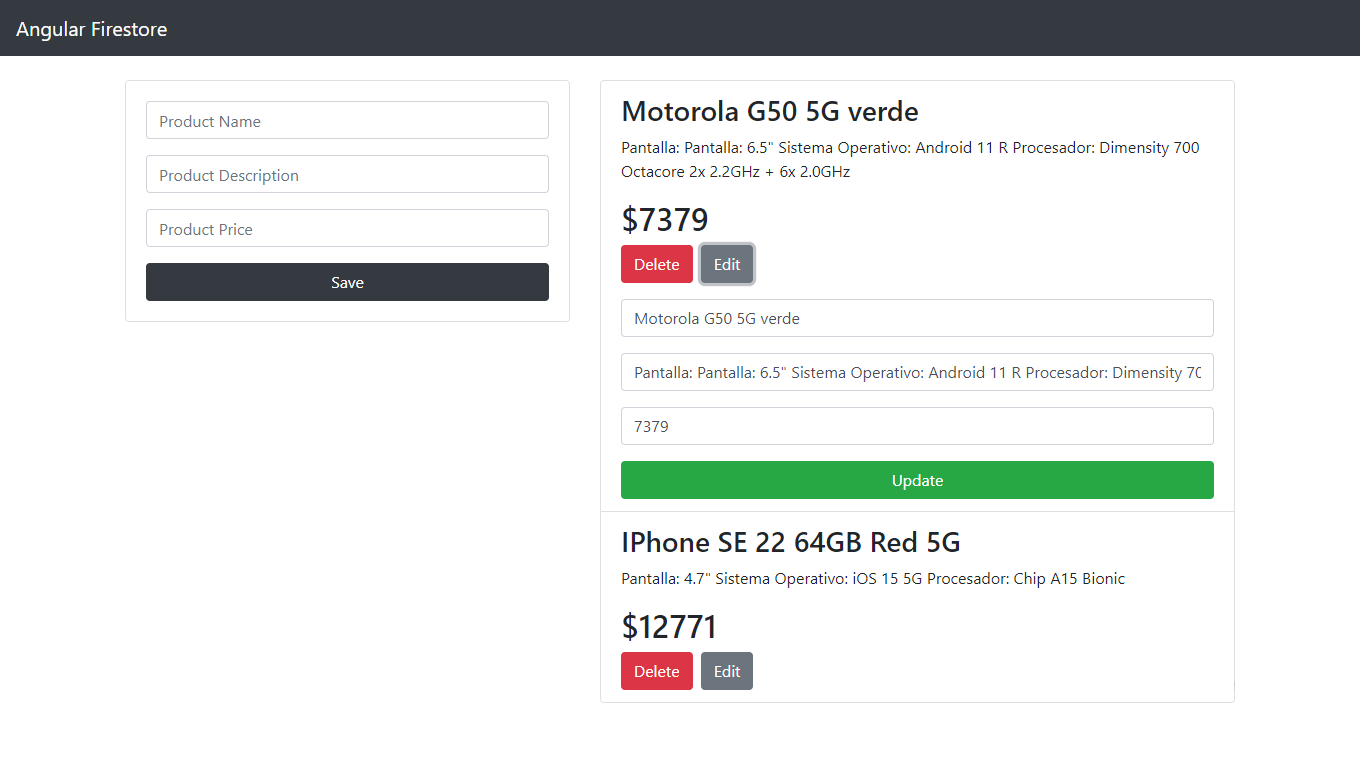 Angular Firestore
Product Name
Product Description
Product Price
Save
Motorola G50 5G verde
Pantalla: Pantalla: 6.5" Sistema Operativo: Android 11 R Procesador: Dimensity 700
Octacore 2x 2.2GHz + 6x 2.0GHz
$7379
Delete Edit
Motorola G50 5G verde
Pantalla: Pantalla: 6.5" Sistema Operativo: Android 11 R Procesador: Dimensity 70
7379
Update
IPhone SE 22 64GB Red 5G
Pantalla: 4.7" Sistema Operativo: iOS 15 5G Procesador: Chip A15 Bionic
$12771
Delete Edit